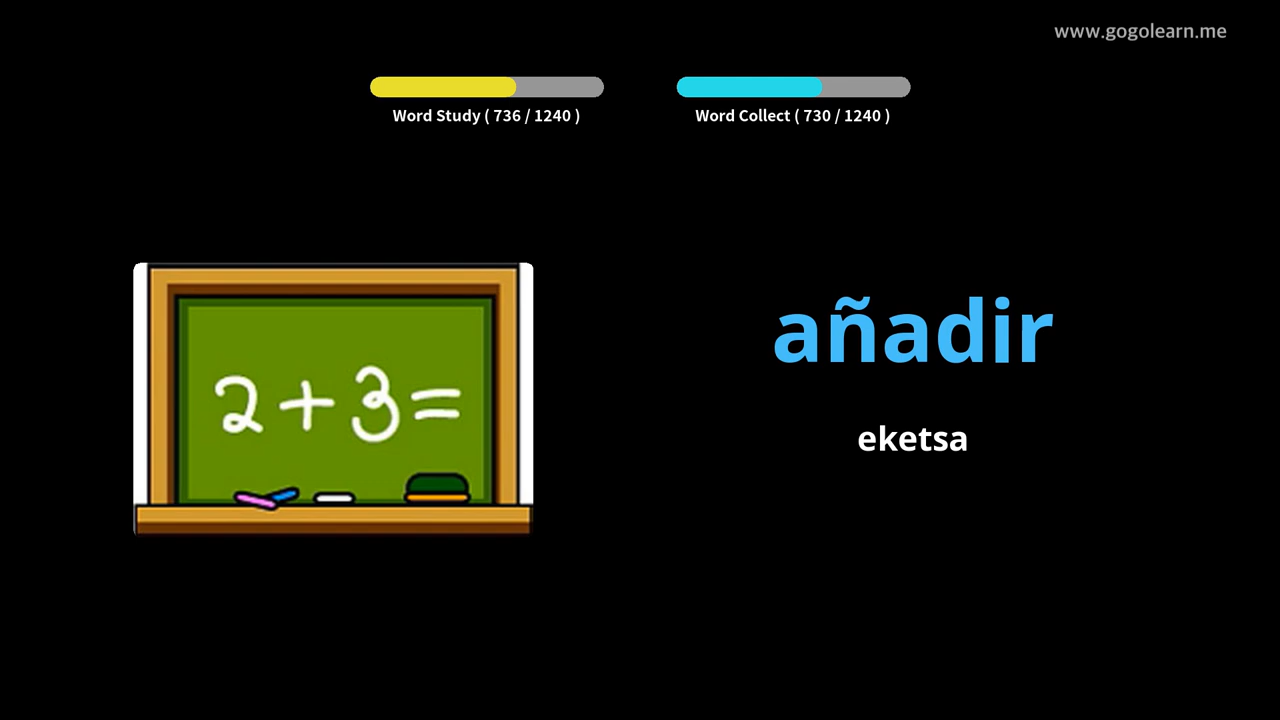 www.gogolearn.me
Word Study ( 736 / 1240 )
Word Collect ( 730 / 1240 )
2 + 3 =
añadir
eketsa